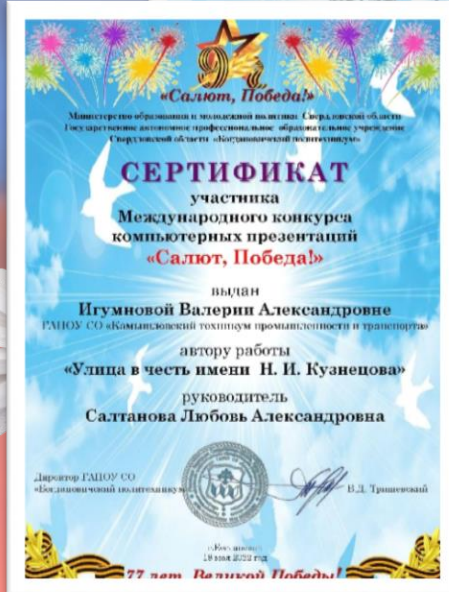 «Салют, Победа!»
Министерство образования и молодежной политики Свердловской области
Государственное автономное профессиональное образовательное учреждение
Свердловской области «Богдановичский политехникум»
СЕРТИФИКАТ
участника
Международного конкурса
компьютерных презентаций
«Салют, Победа!»
выдан
Игумновой Валерии Александровне
ГАПОУ СО «Камышловский техникум промышленности и транспорта»
автору работы
«Улица в честь имени Н. И. Кузнецова»
руководитель
Салтанова Любовь Александровна
Директор ГАПОУ СО
«Богдановичский политехникум»
В.Д. Тришевский
2022 год
77 лет Великой Победы!